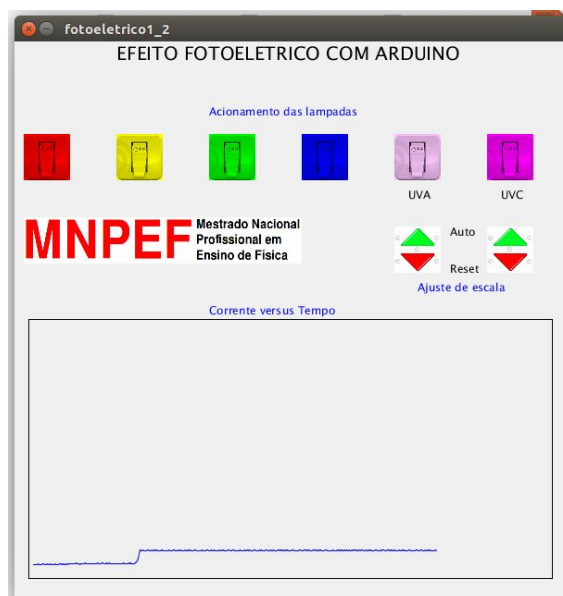 fotoeletrico1_2
EFEITO FOTOELETRICO COM ARDUINO
Acionamento das lampadas
UVA
UVC
MNPEF
Mestrado Nacional
Profissional em
Ensino de Física
Auto
Reset
Ajuste de escala
Corrente versus Tempo